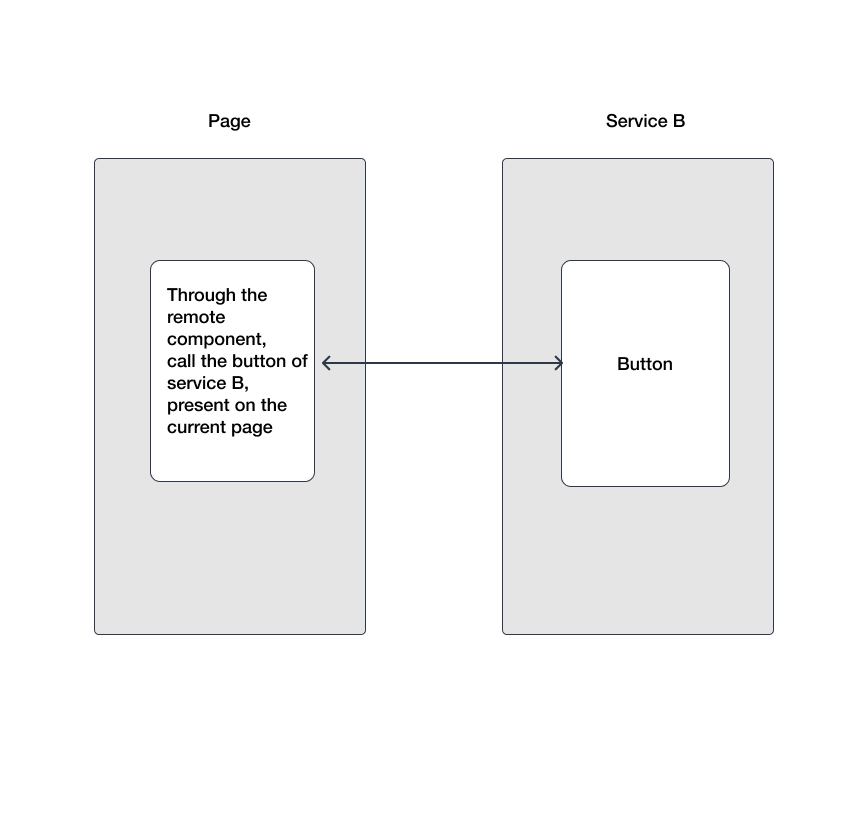 Page
Service B
Through the
remote
component,
call the button of
service B,
present on the
current page
Button